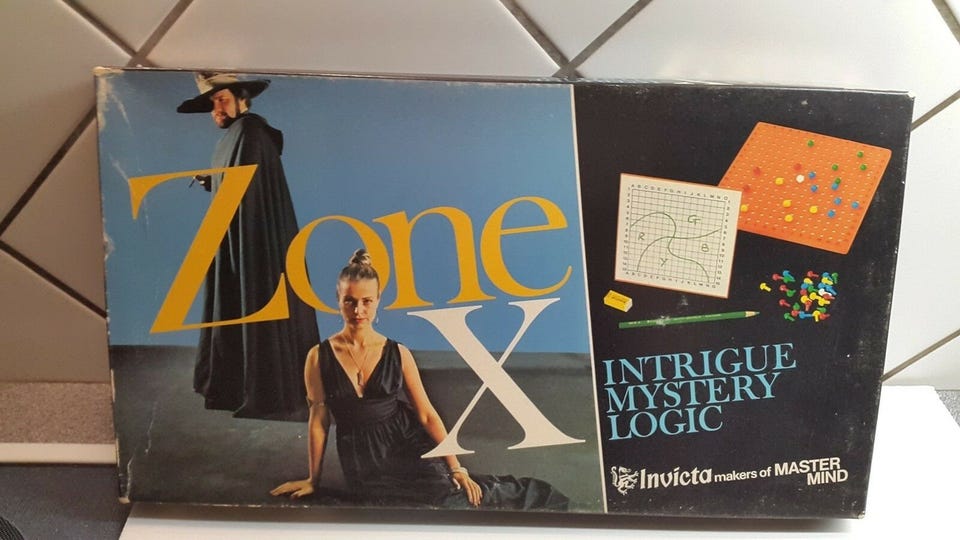 Zone
X
A B C D E F G H I J K L M N O
G
R
B
Y
A B C D E F G H I J K L M N O
INTRIGUE
MYSTERY
LOGIC
Invicta makers of MASTER
MIND